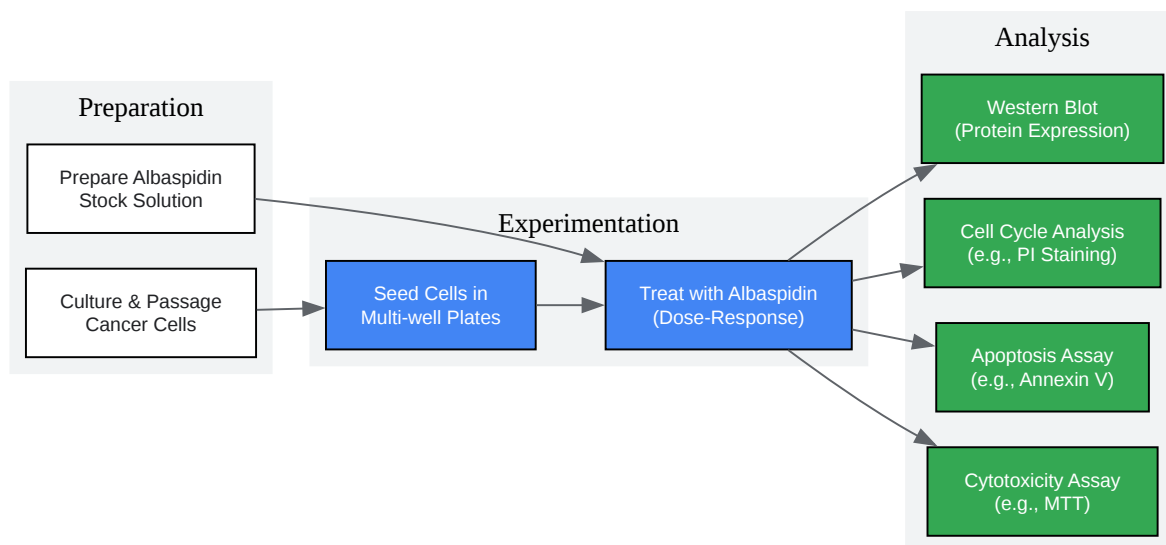 Preparation
Prepare Albaspidin
Stock Solution
Culture & Passage
Cancer Cells
Experimentation
Seed Cells in
Multi-well Plates
Treat with Albaspidin
(Dose-Response)
Analysis
Western Blot
(Protein Expression)
Cell Cycle Analysis
(e.g., PI Staining)
Apoptosis Assay
(e.g., Annexin V)
Cytotoxicity Assay
(e.g., MTT)